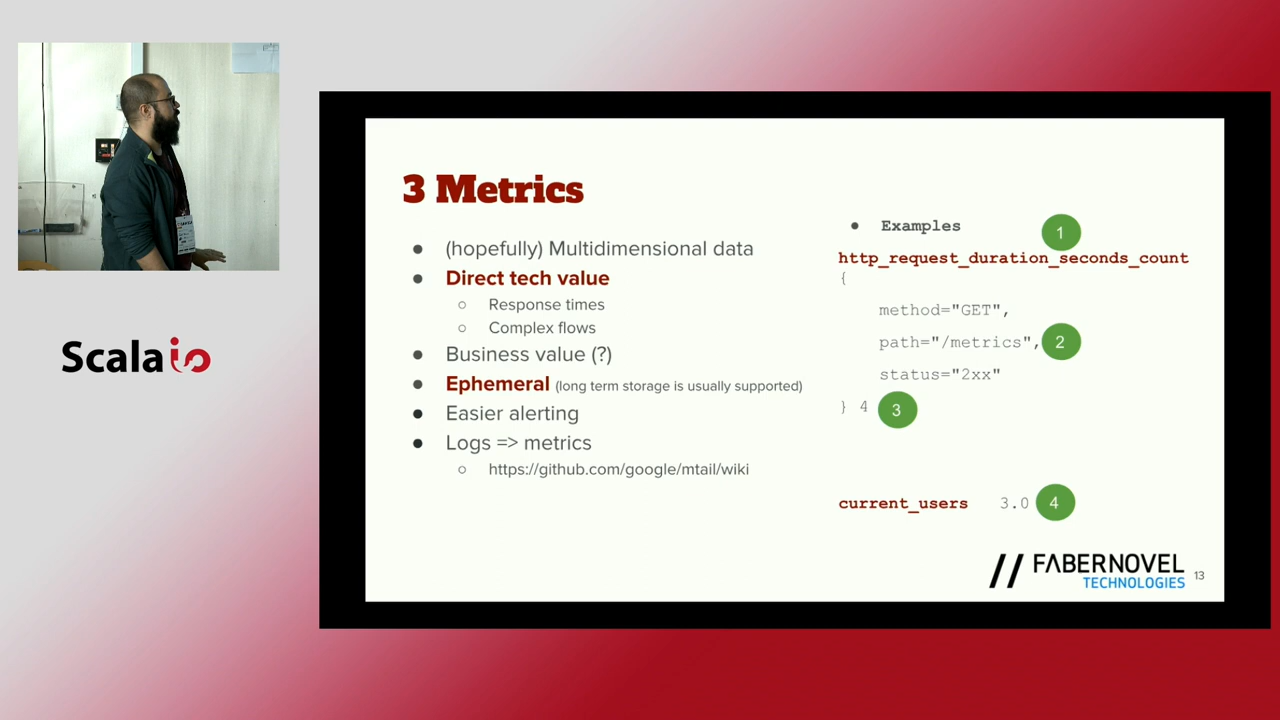 Scalaio
3 Metrics
(hopefully) Multidimensional data
Direct tech value
Response times
Complex flows
Business value (?)
Ephemeral (long term storage is usually supported)
Easier alerting
Logs => metrics
https://github.com/google/mtail/wiki
Examples
1
http_request_duration_seconds_count
{
method="GET",
path="/metrics", 2
status="2xx"
} 4 3
current_users 3.0 4
// FABERNOVEL
TECHNOLOGIES
13